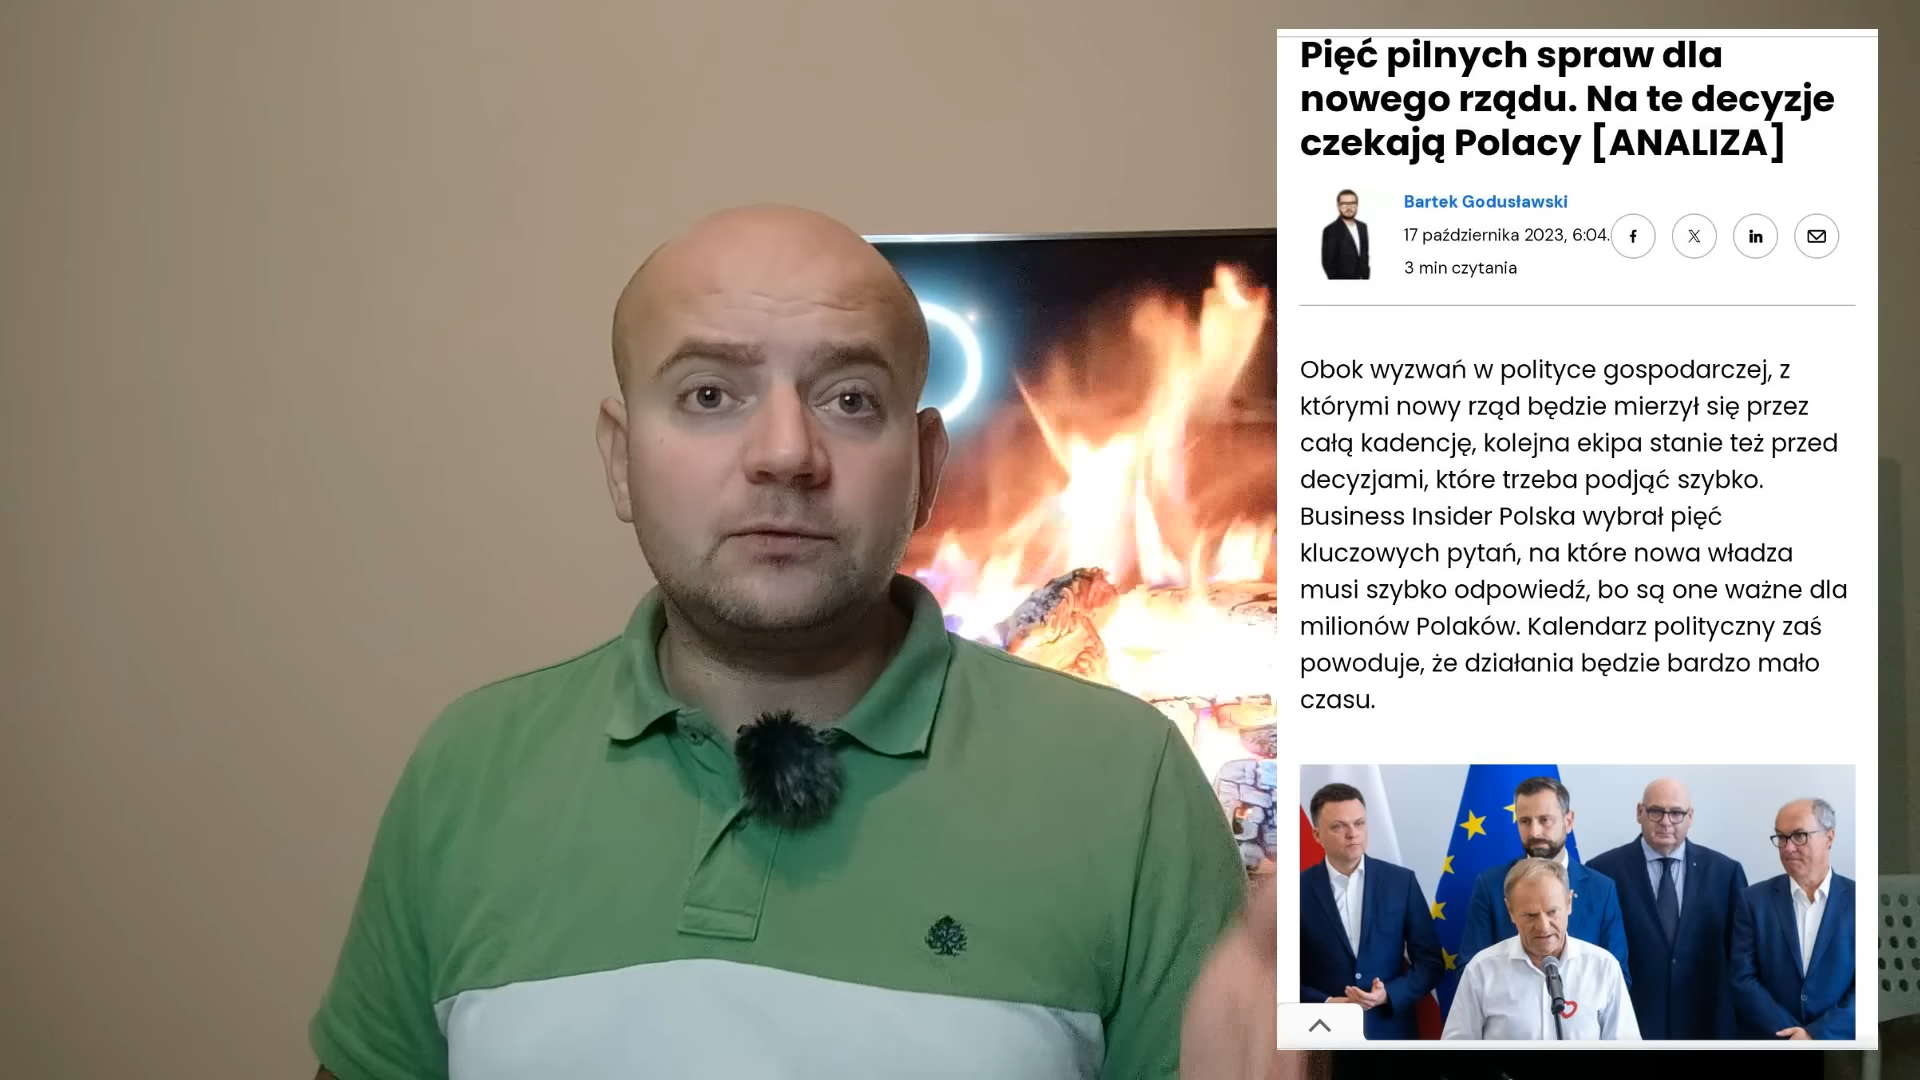 Pięć pilnych spraw dla
nowego rządu. Na te decyzje
czekają Polacy [ANALIZA]
Bartek Godusławski
17 października 2023, 6:04.
3 min czytania
Obok wyzwań w polityce gospodarczej, z
którymi nowy rząd będzie mierzył się przez
całą kadencję, kolejna ekipa stanie też przed
decyzjami, które trzeba podjąć szybko.
Business Insider Polska wybrał pięć
kluczowych pytań, na które nowa władza
musi szybko odpowiedź, bo są one ważne dla
milionów Polaków. Kalendarz polityczny zaś
powoduje, że działania będzie bardzo mało
czasu.